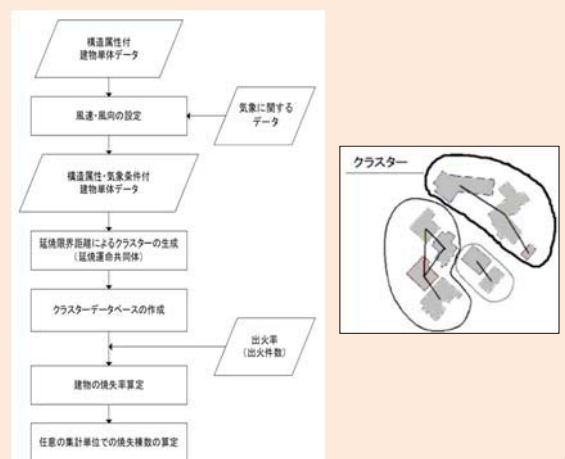 構造属性付
建物単体データ
風速・風向の設定
気象に関する
データ
構造属性・気象条件付
建物単体データ
延焼限界距離によるクラスターの生成
(延焼運命共同体)
クラスターデータベースの作成
出火率
(出火件数)
建物の焼失率算定
任意の集計単位での焼失棟数の算定
クラスター